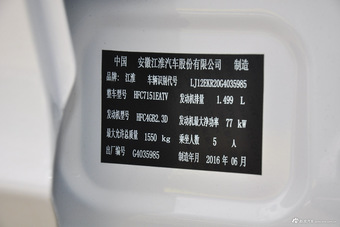 中国 安徽江淮汽车股份有限公司 制造
品牌: 江淮 车辆识别代号 LJ12EKR20G4035985
整车型号 HFC7151EATV 发动机排量 1.499 L
发动机型号 HFC4GB2.3D 发动机最大净功率 77 kW
最大允许总质量 1550 kg 乘坐人数 5 人
出厂编号 G4035985 制造年月 2016 年 06 月